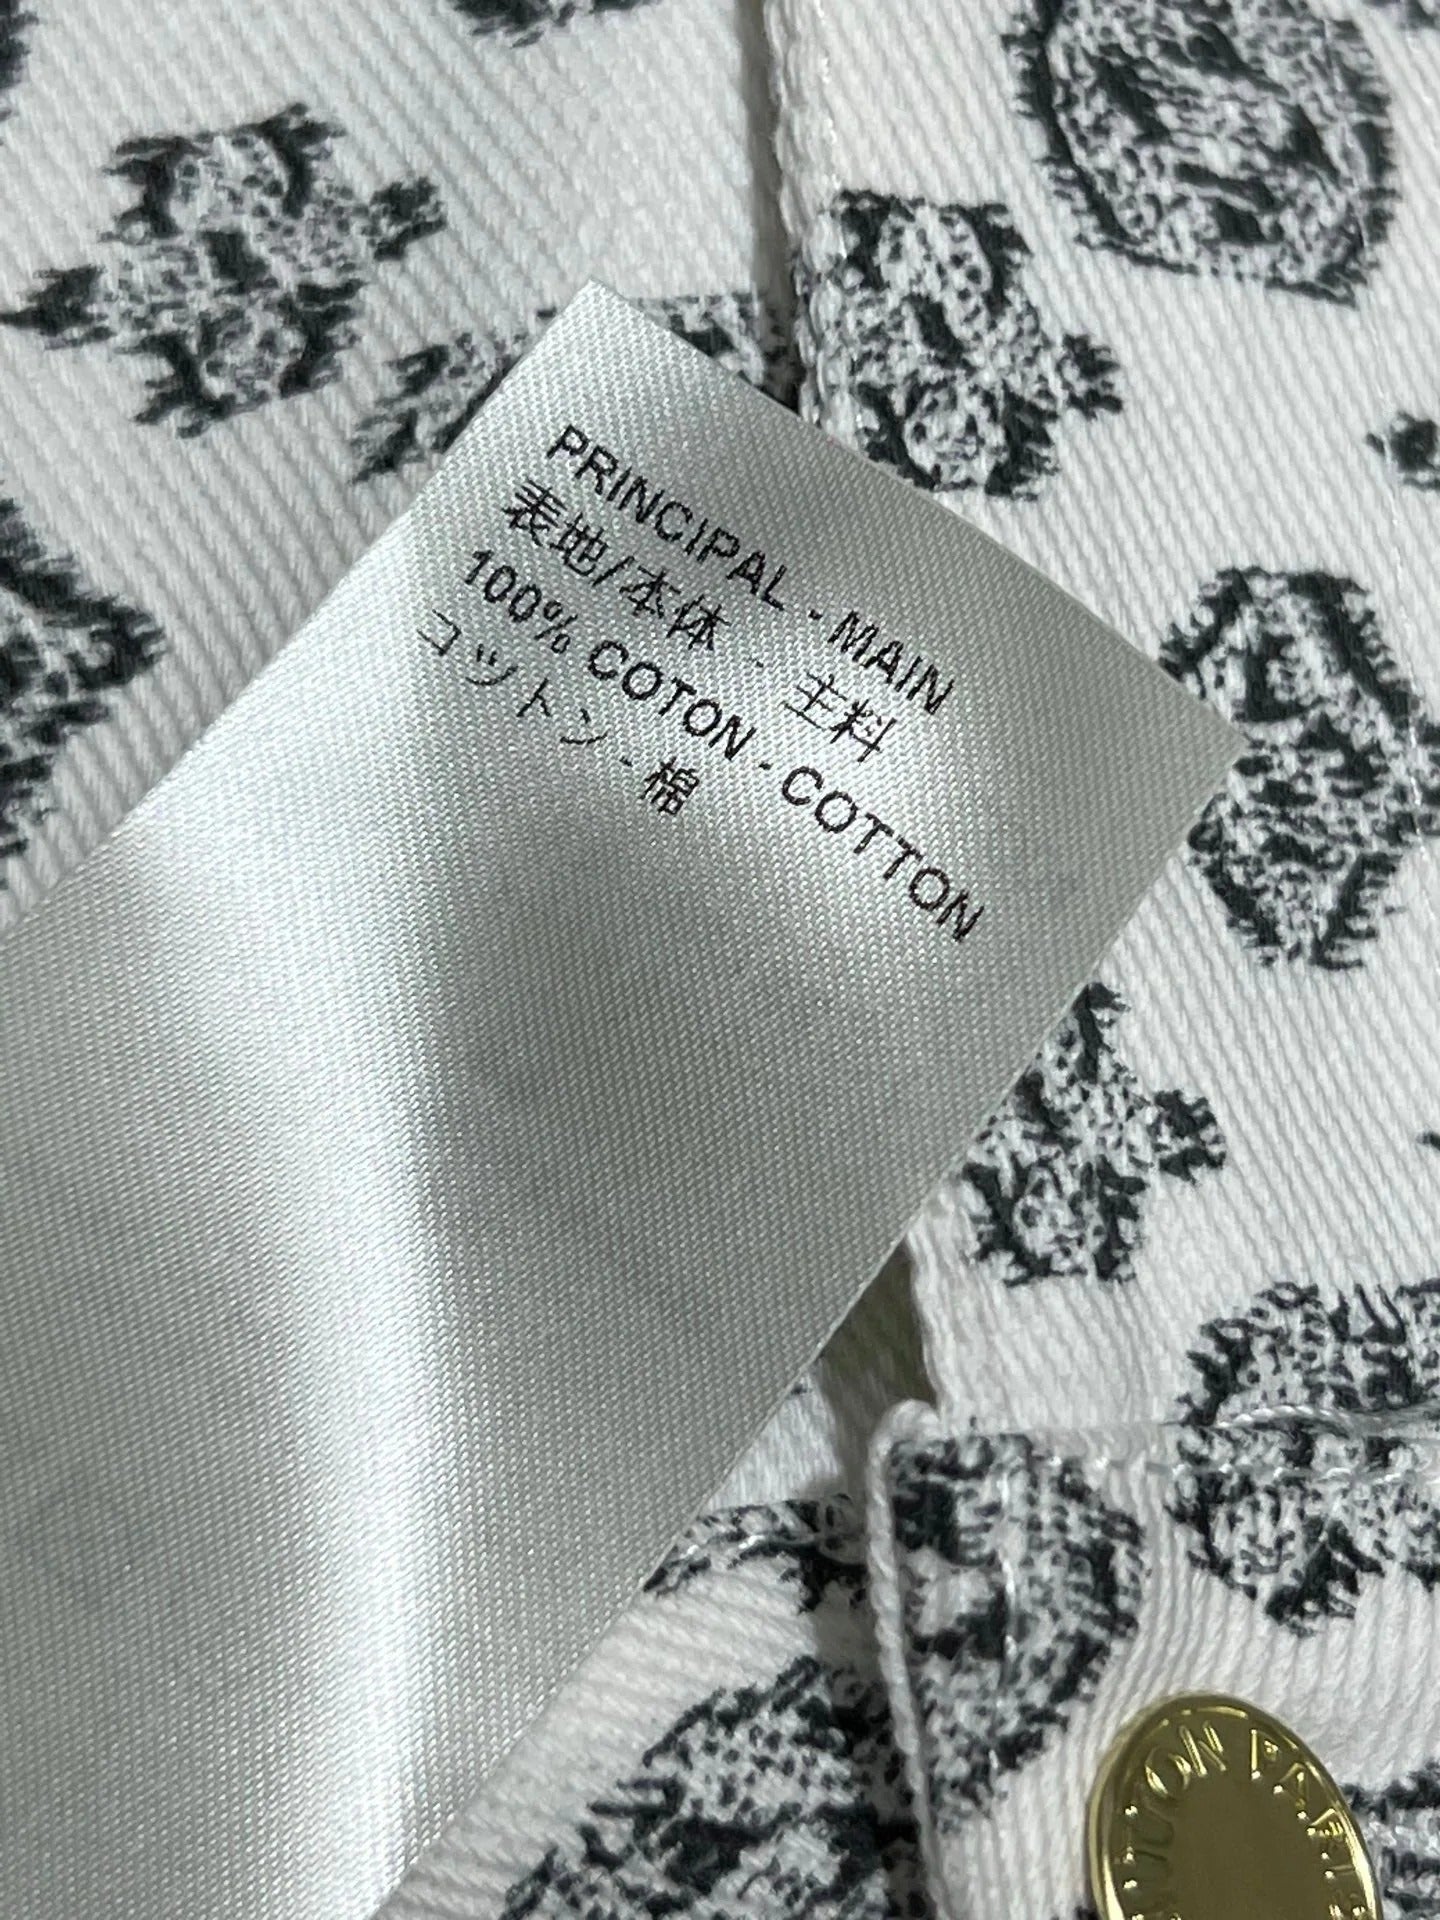 PRINCIPAL - MAIN
表地/本体 - 主料
100% COTON - COTTON
コットン - 棉